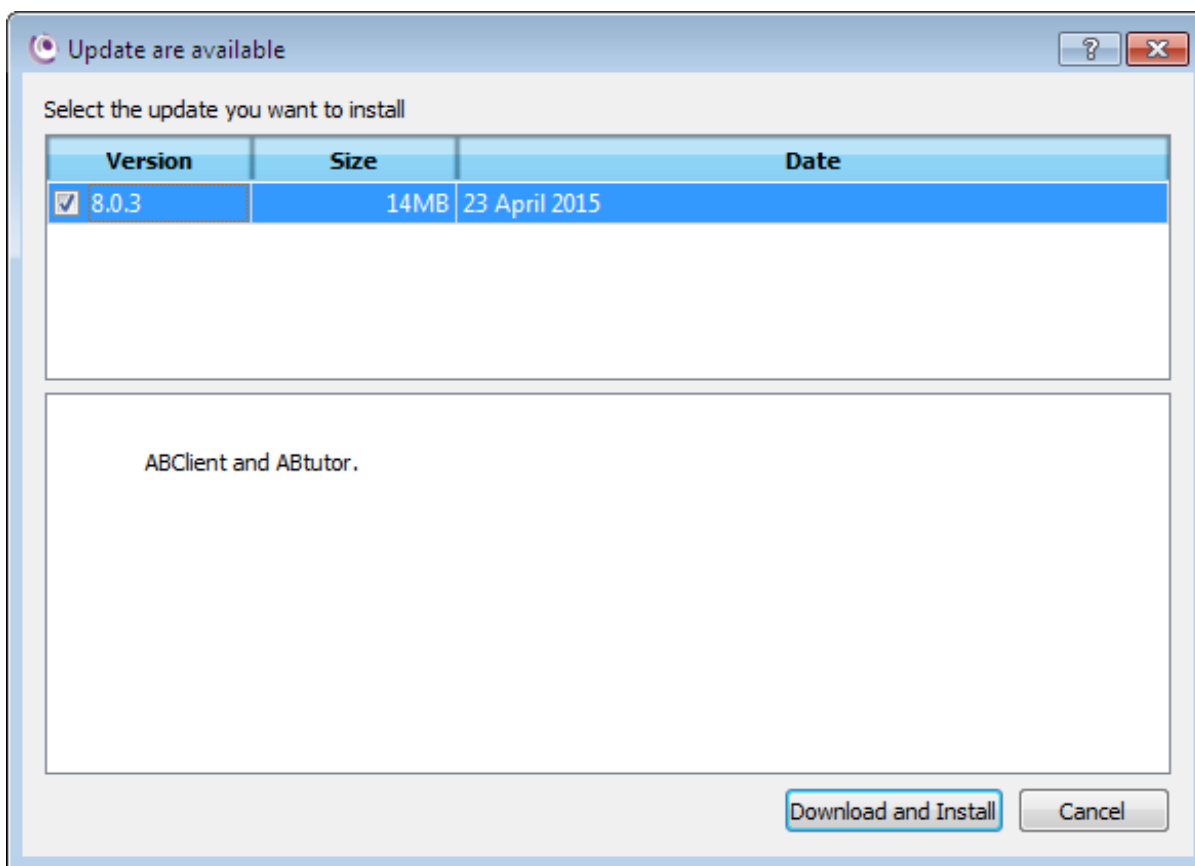 Update are available
Select the update you want to install
Version Size Date
8.0.3 14MB 23 April 2015
ABClient and ABtutor.
Download and Install Cancel